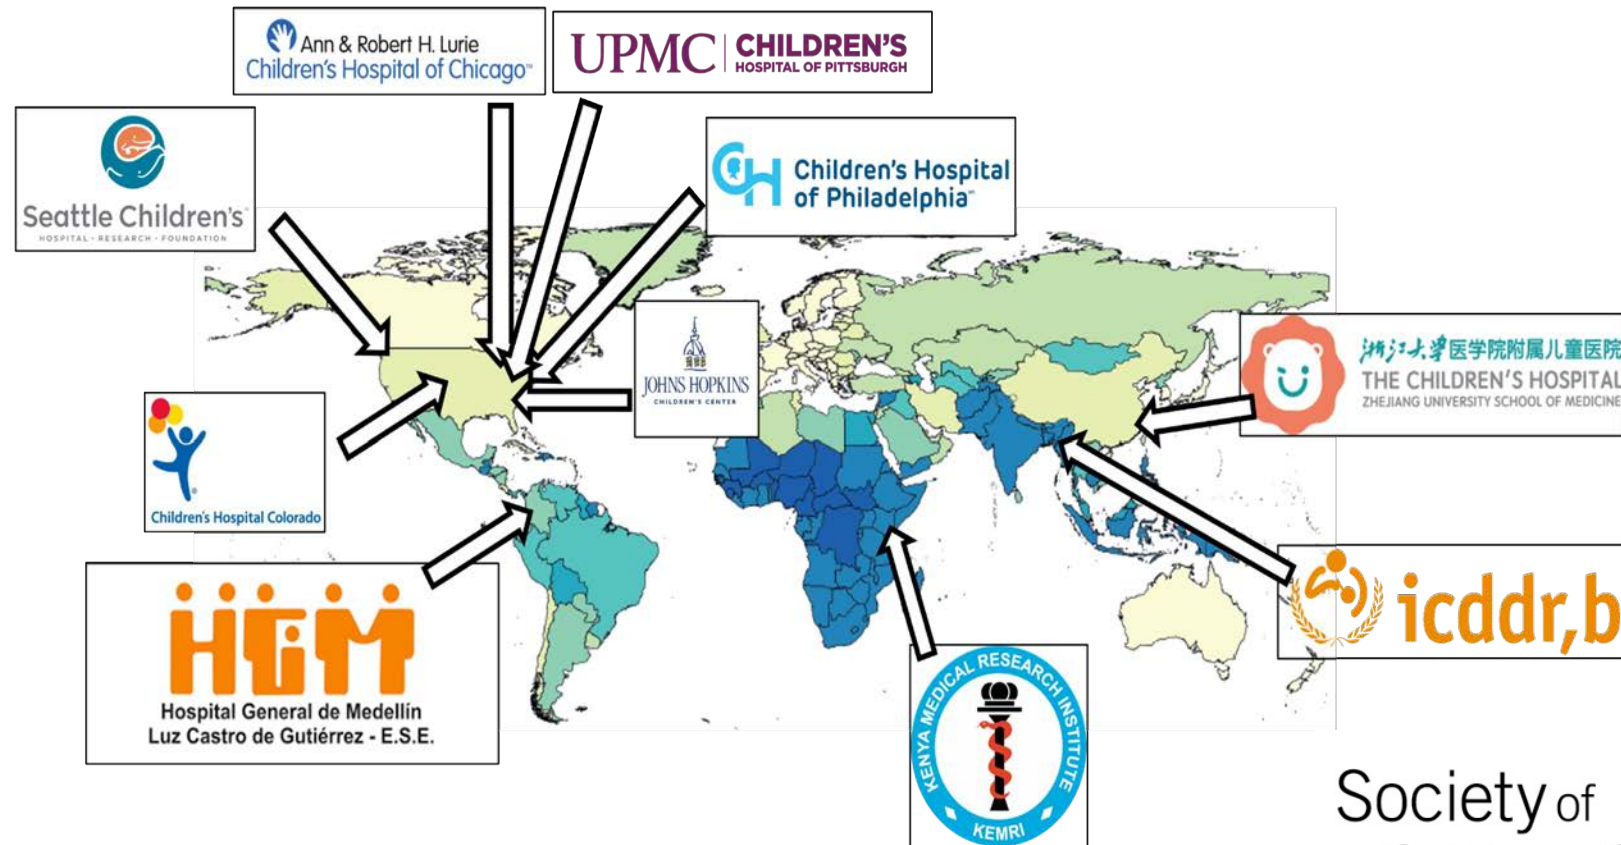 Ann & Robert H. Lurie
Children's Hospital of Chicago℠
UPMC | CHILDREN'S
HOSPITAL OF PITTSBURGH
Children's Hospital
of Philadelphia℠
Seattle Children's
HOSPITAL • RESEARCH • FOUNDATION
JOHNS HOPKINS
CHILDREN'S CENTER
浙江大学医学院附属儿童医院
THE CHILDREN'S HOSPITAL
ZHEJIANG UNIVERSITY SCHOOL OF MEDICINE
Children's Hospital Colorado
icddr,b
HGM
Hospital General de Medellín
Luz Castro de Gutiérrez - E.S.E.
KENYA MEDICAL RESEARCH INSTITUTE
KEMRI
Society of